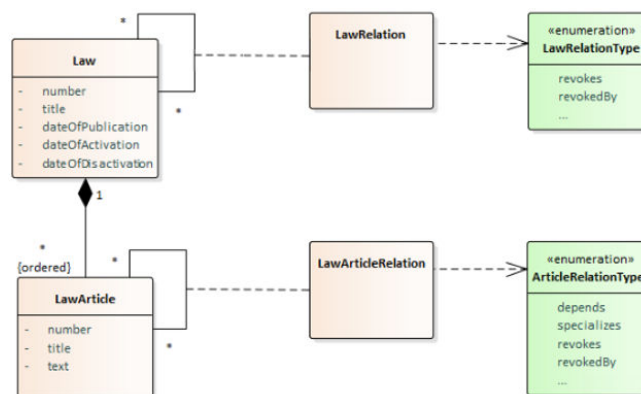 *
Law
- number
- title
- dateOfPublication
- dateOfActivation
- dateOfDisactivation
*
LawRelation
«enumeration»
LawRelationType
revokes
revokedBy
...
1
*
{ordered}
*
LawArticle
- number
- title
- text
*
LawArticleRelation
«enumeration»
ArticleRelationType
depends
specializes
revokes
revokedBy
...